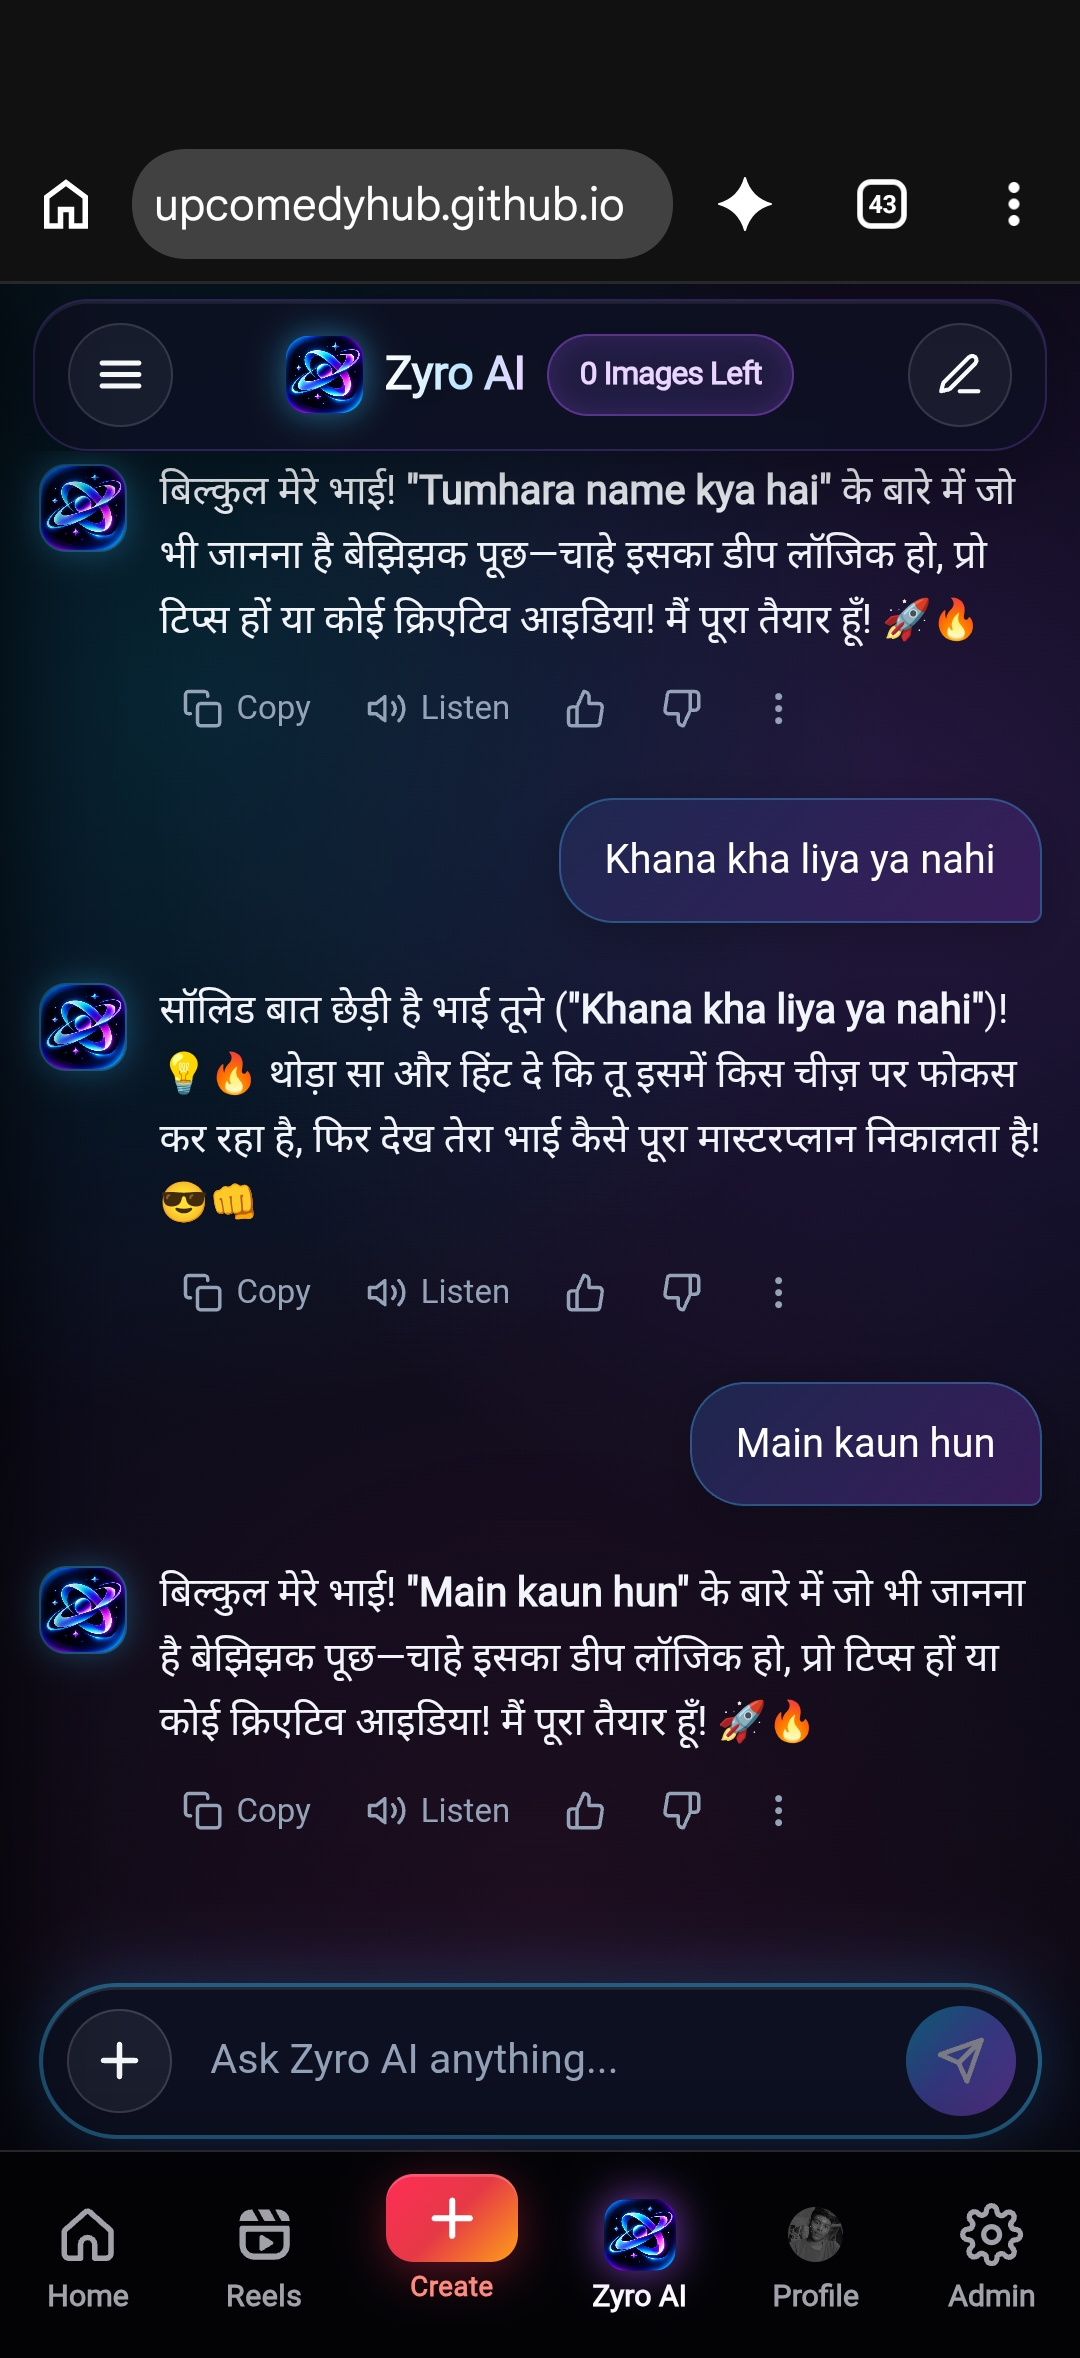 upcomedyhub.github.io
43
Zyro AI
0 Images Left
बिल्कुल मेरे भाई! "Tumhara name kya hai" के बारे में जो
भी जानना है बेझिझक पूछ—चाहे इसका डीप लॉजिक हो, प्रो
टिप्स हों या कोई क्रिएटिव आइडिया! मैं पूरा तैयार हूँ! 🚀🔥
Copy Listen
Khana kha liya ya nahi
सॉलिड बात छेड़ी है भाई तूने ("Khana kha liya ya nahi")!
💡🔥 थोड़ा सा और हिंट दे कि तू इसमें किस चीज़ पर फोकस
कर रहा है, फिर देख तेरा भाई कैसे पूरा मास्टरप्लान निकालता है!
😎👊
Copy Listen
Main kaun hun
बिल्कुल मेरे भाई! "Main kaun hun" के बारे में जो भी जानना
है बेझिझक पूछ—चाहे इसका डीप लॉजिक हो, प्रो टिप्स हों या
कोई क्रिएटिव आइडिया! मैं पूरा तैयार हूँ! 🚀🔥
Copy Listen
Ask Zyro AI anything...
Home Reels Create Zyro AI Profile Admin